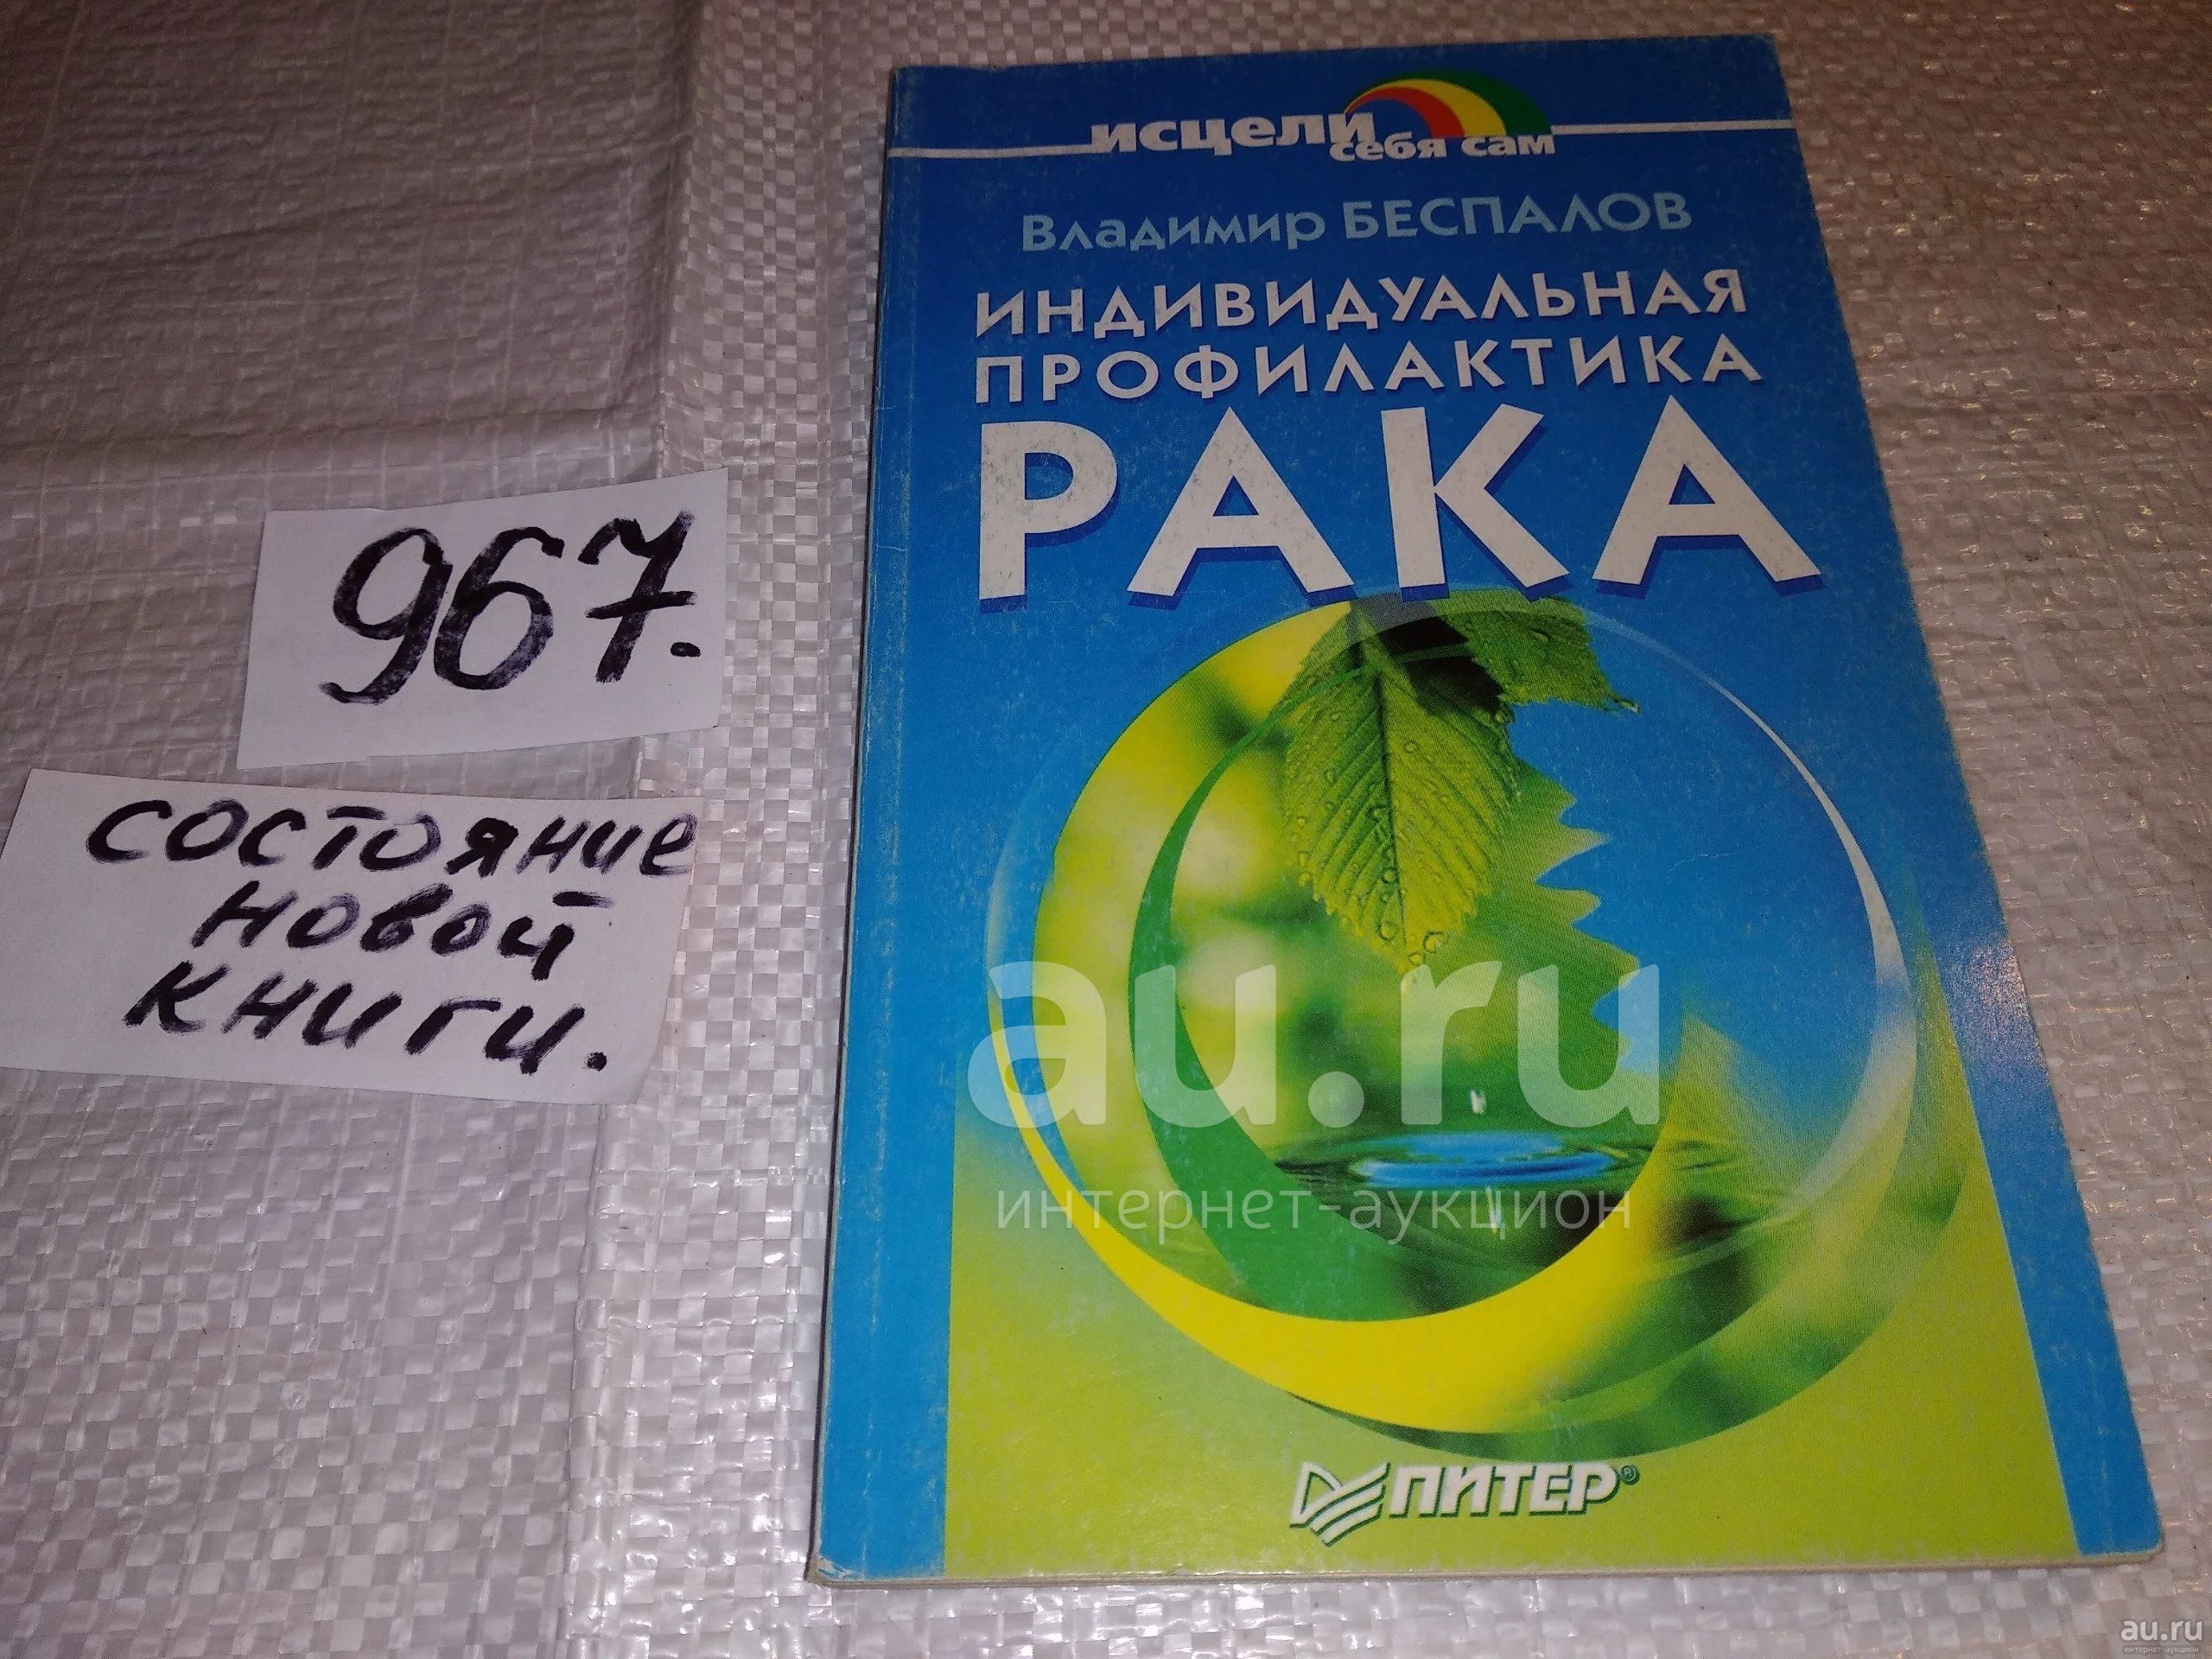 исцели
себя сам
Владимир БЕСПАЛОВ
ИНДИВИДУАЛЬНАЯ
ПРОФИЛАКТИКА
РАКА
967.
состояние
новой
книги.
au.ru
интернет-аукцион
ПИТЕР®
au.ru
интернет-аукцион